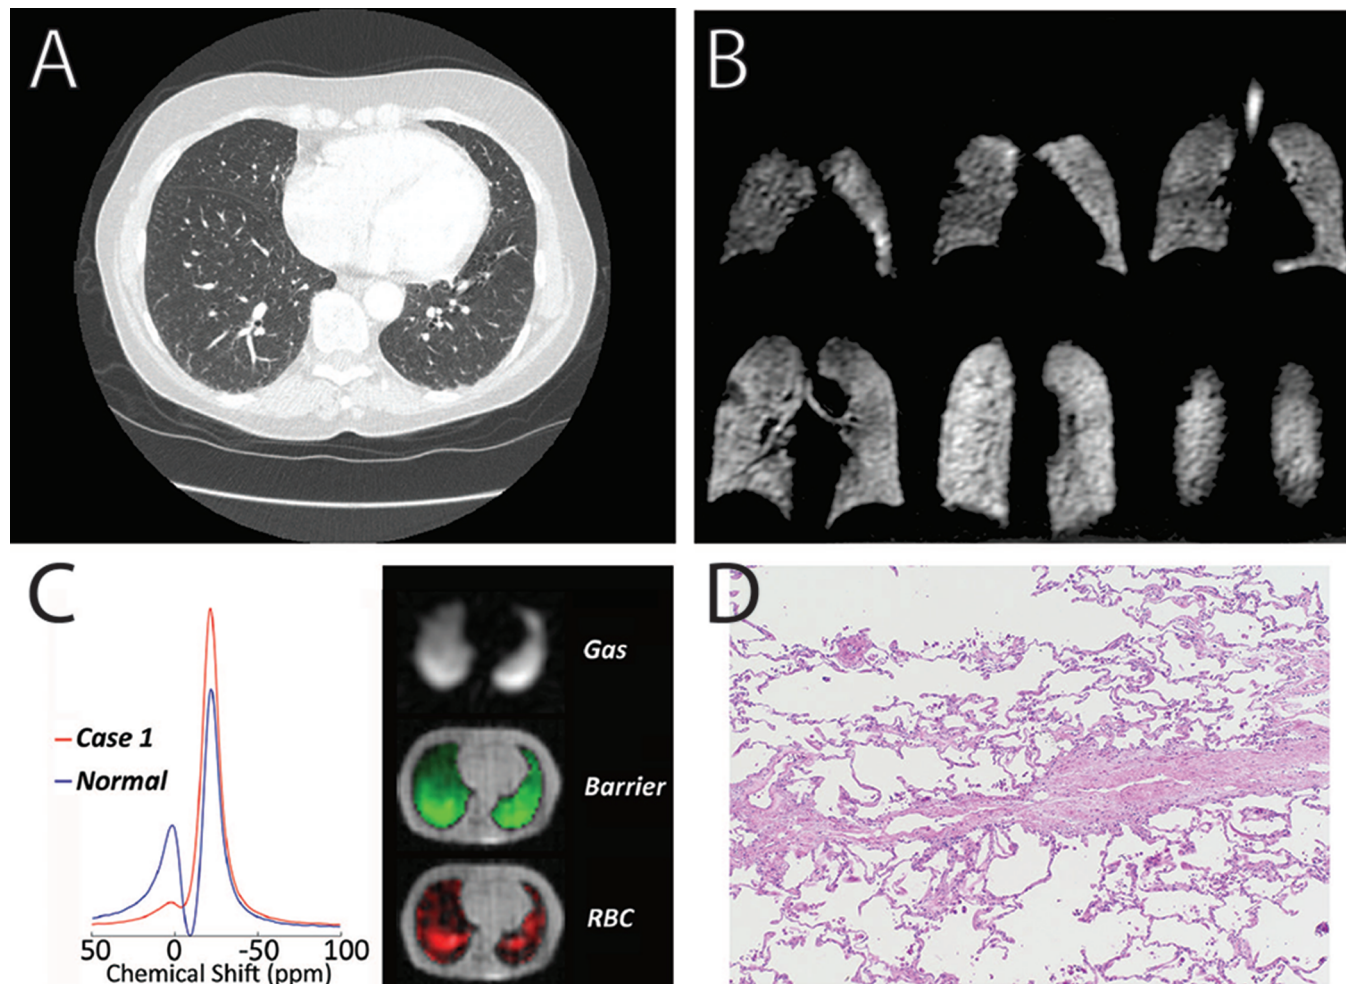 A
B
C
Case 1
Normal
50
0
-50
100
Chemical Shift (ppm)
Gas
Barrier
RBC
D